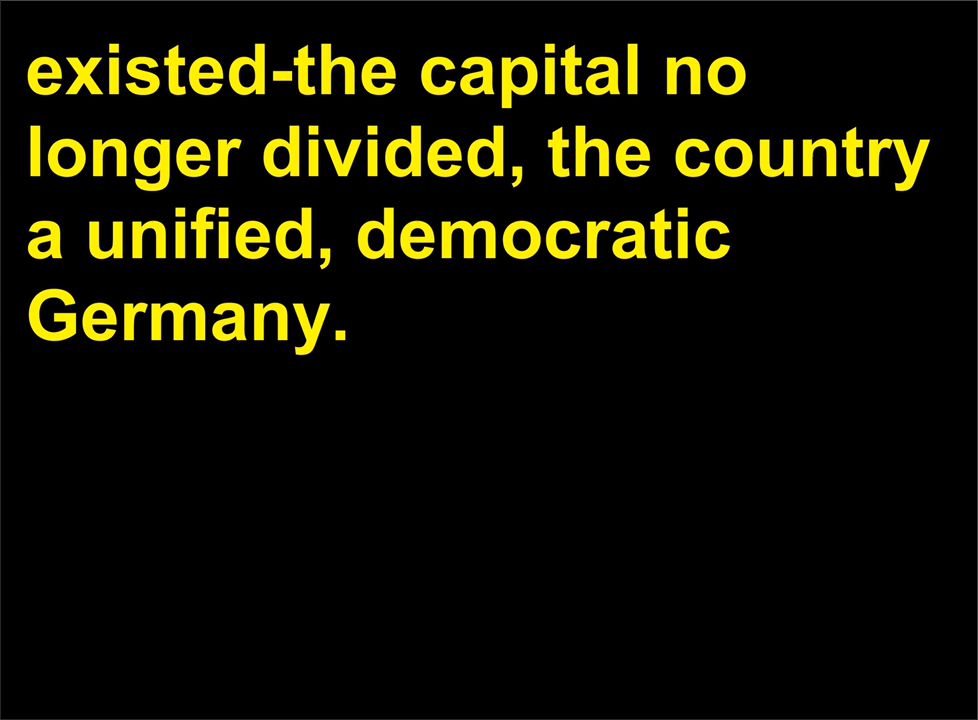 existed-the capital no
longer divided, the country
a unified, democratic
Germany.